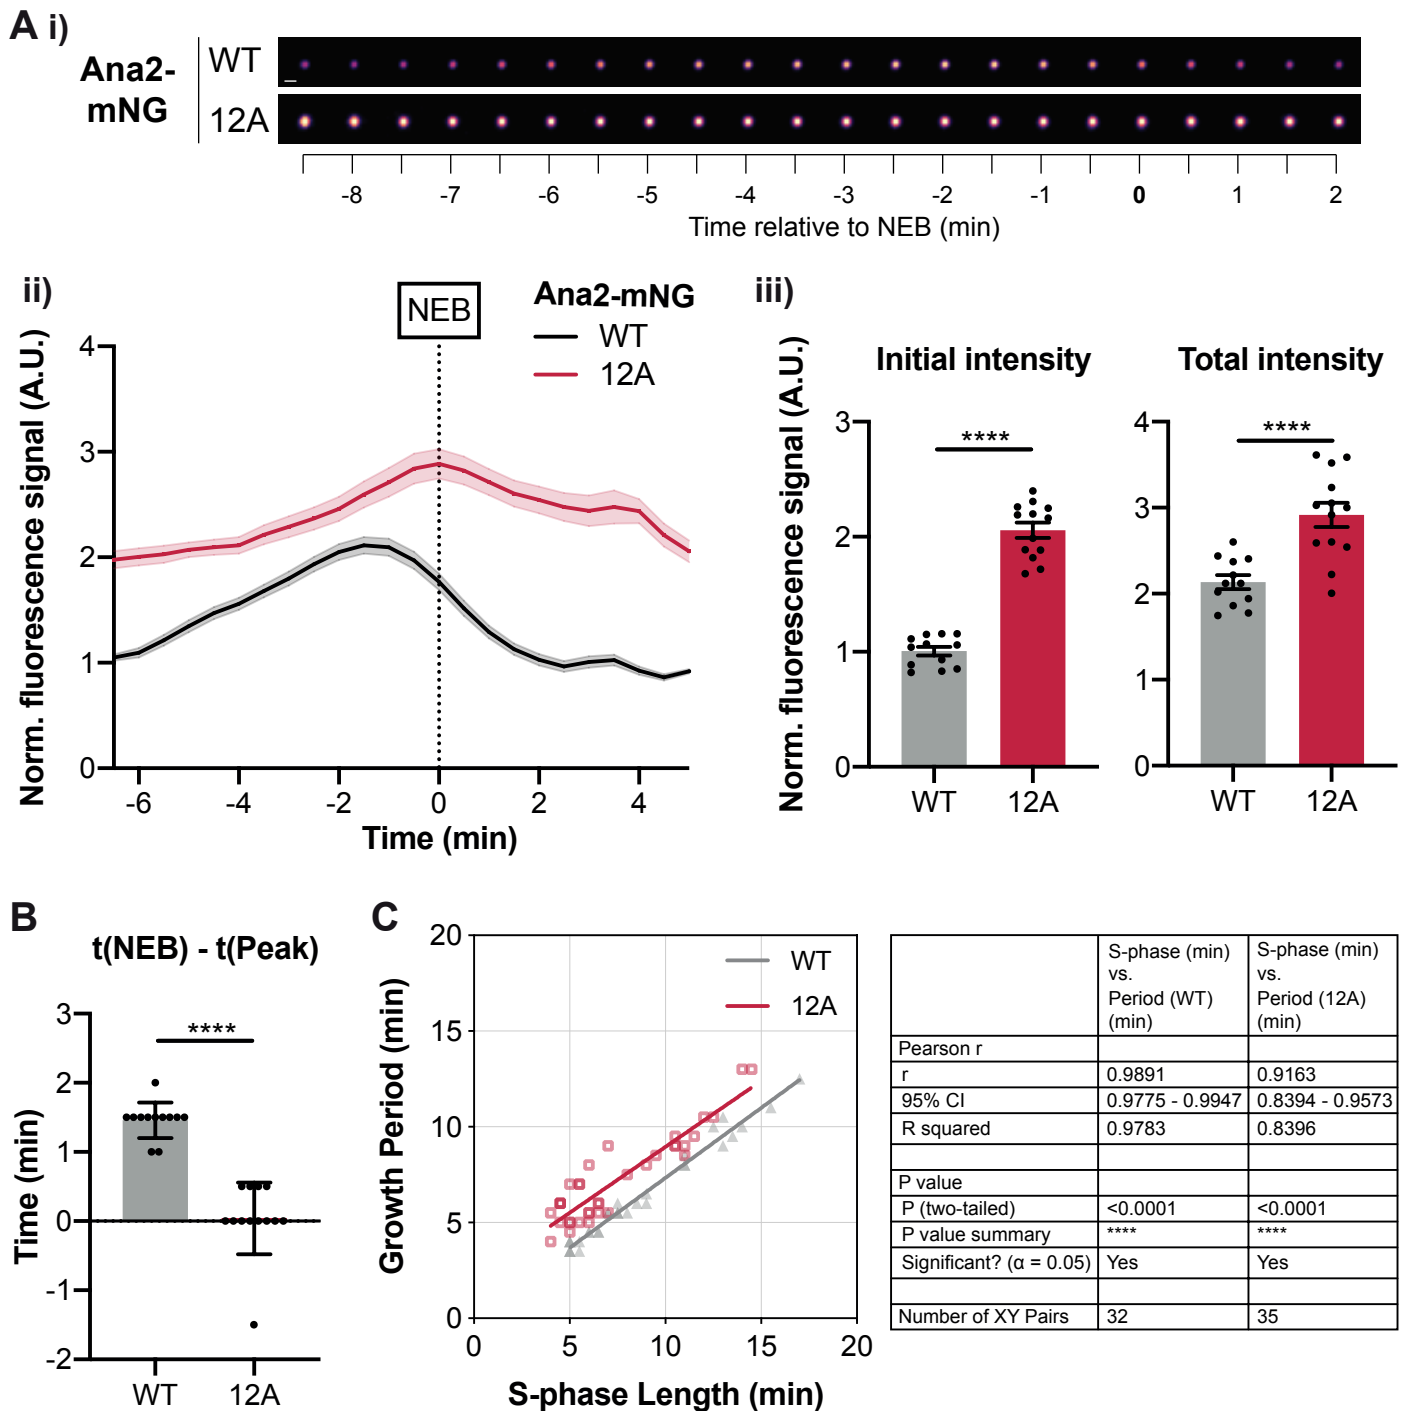 A i)
Ana2-
mNG
WT
12A
-8 -7 -6 -5 -4 -3 -2 -1 0 1 2
Time relative to NEB (min)
ii)
NEB
Ana2-mNG
WT
12A
Norm. fluorescence signal (A.U.)
4
3
2
1
0
-6 -4 -2 0 2 4
Time (min)
iii)
Norm. fluorescence signal (A.U.)
Initial intensity
****
3
2
1
0
WT 12A
Total intensity
****
4
3
2
1
0
WT 12A
B
t(NEB) - t(Peak)
****
Time (min)
3
2
1
0
-1
-2
WT 12A
C
Growth Period (min)
20
15
10
5
0
WT
12A
0 5 10 15 20
S-phase Length (min)
S-phase (min)
vs.
Period (WT)
(min)
S-phase (min)
vs.
Period (12A)
(min)
Pearson r
r 0.9891 0.9163
95% CI 0.9775 - 0.9947 0.8394 - 0.9573
R squared 0.9783 0.8396
P value
P (two-tailed) <0.0001 <0.0001
P value summary **** ****
Significant? (α = 0.05) Yes Yes
Number of XY Pairs 32 35